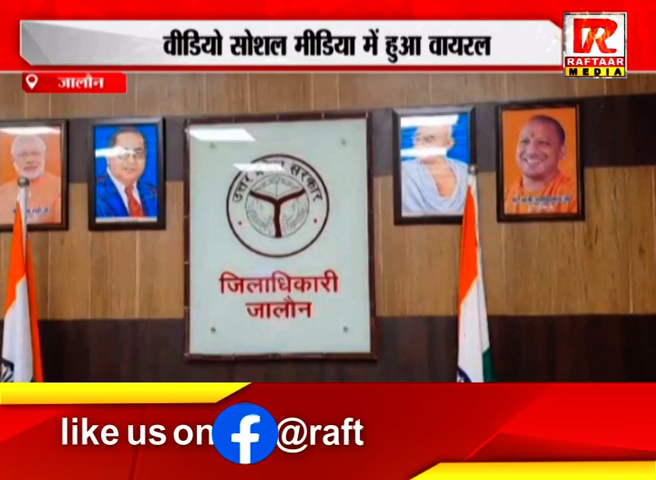 वीडियो सोशल मीडिया में हुआ वायरल
RAFTAAR
MEDIA
जालौन
उत्तर प्रदेश सरकार
जिलाधिकारी
जालौन
like us on f @raft